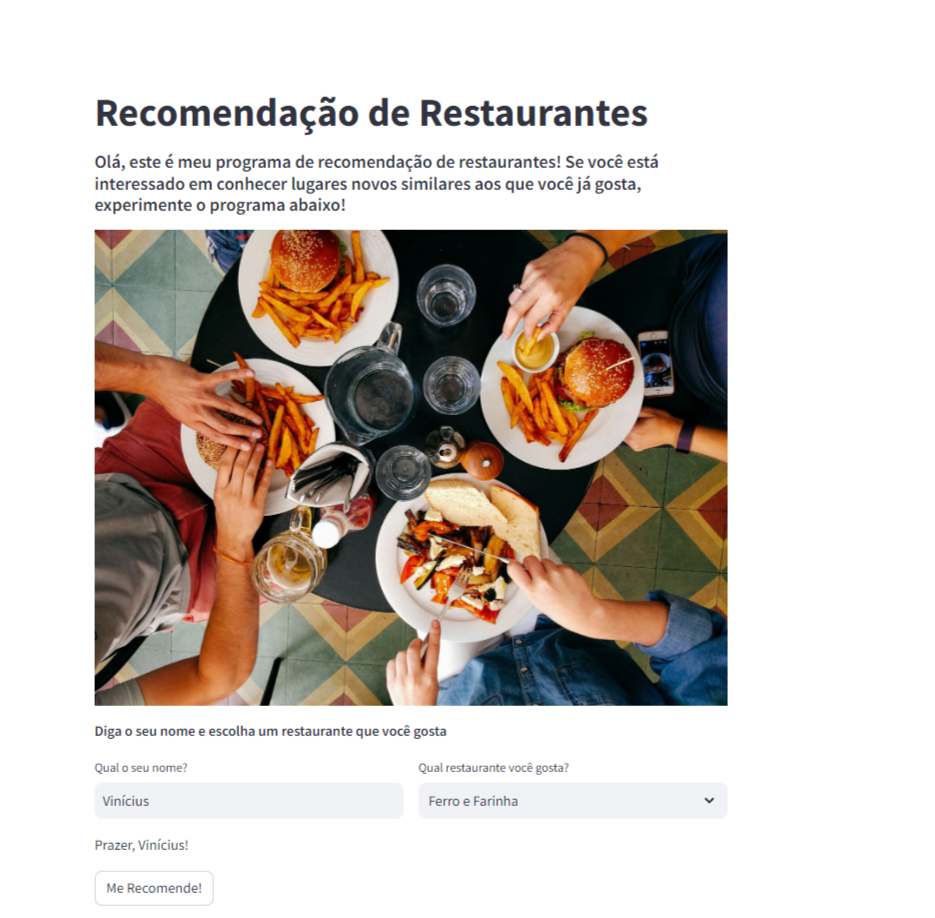 Recomendação de Restaurantes
Olá, este é meu programa de recomendação de restaurantes! Se você está
interessado em conhecer lugares novos similares aos que você já gosta,
experimente o programa abaixo!
Diga o seu nome e escolha um restaurante que você gosta
Qual o seu nome?
Qual restaurante você gosta?
Vinícius
Ferro e Farinha
Prazer, Vinícius!
Me Recomende!